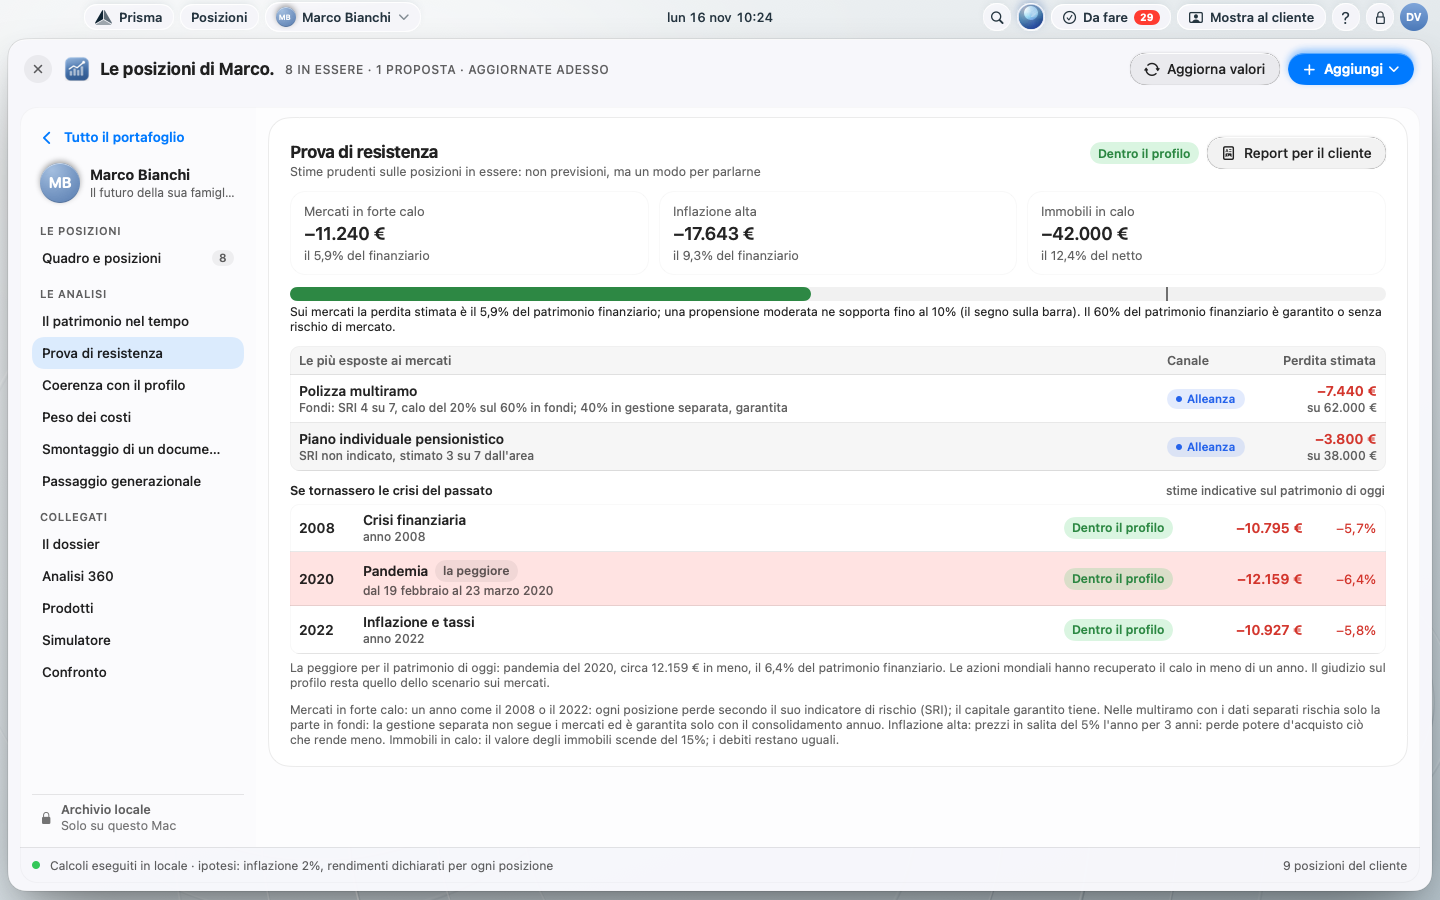 Prisma
Posizioni
MB Marco Bianchi
lun 16 nov 10:24
Da fare 29
Mostra al cliente
?
DV
Le posizioni di Marco.
8 IN ESSERE · 1 PROPOSTA · AGGIORNATE ADESSO
Aggiorna valori
+ Aggiungi
Tutto il portafoglio
MB
Marco Bianchi
Il futuro della sua famigl...
LE POSIZIONI
Quadro e posizioni 8
LE ANALISI
Il patrimonio nel tempo
Prova di resistenza
Coerenza con il profilo
Peso dei costi
Smontaggio di un docume...
Passaggio generazionale
COLLEGATI
Il dossier
Analisi 360
Prodotti
Simulatore
Confronto
Archivio locale
Solo su questo Mac
Prova di resistenza
Stime prudenti sulle posizioni in essere: non previsioni, ma un modo per parlarne
Dentro il profilo
Report per il cliente
Mercati in forte calo
−11.240 €
il 5,9% del finanziario
Inflazione alta
−17.643 €
il 9,3% del finanziario
Immobili in calo
−42.000 €
il 12,4% del netto
Sui mercati la perdita stimata è il 5,9% del patrimonio finanziario; una propensione moderata ne sopporta fino al 10% (il segno sulla barra). Il 60% del patrimonio finanziario è garantito o senza
rischio di mercato.
Le più esposte ai mercati Canale Perdita stimata
Polizza multiramo
Fondi: SRI 4 su 7, calo del 20% sul 60% in fondi; 40% in gestione separata, garantita
Alleanza
−7.440 €
su 62.000 €
Piano individuale pensionistico
SRI non indicato, stimato 3 su 7 dall'area
Alleanza
−3.800 €
su 38.000 €
Se tornassero le crisi del passato
stime indicative sul patrimonio di oggi
2008
Crisi finanziaria
anno 2008
Dentro il profilo
−10.795 €
−5,7%
2020
Pandemia la peggiore
dal 19 febbraio al 23 marzo 2020
Dentro il profilo
−12.159 €
−6,4%
2022
Inflazione e tassi
anno 2022
Dentro il profilo
−10.927 €
−5,8%
La peggiore per il patrimonio di oggi: pandemia del 2020, circa 12.159 € in meno, il 6,4% del patrimonio finanziario. Le azioni mondiali hanno recuperato il calo in meno di un anno. Il giudizio sul
profilo resta quello dello scenario sui mercati.
Mercati in forte calo: un anno come il 2008 o il 2022: ogni posizione perde secondo il suo indicatore di rischio (SRI); il capitale garantito tiene. Nelle multiramo con i dati separati rischia solo la
parte in fondi: la gestione separata non segue i mercati ed è garantita solo con il consolidamento annuo. Inflazione alta: prezzi in salita del 5% l'anno per 3 anni: perde potere d'acquisto ciò
che rende meno. Immobili in calo: il valore degli immobili scende del 15%; i debiti restano uguali.
Calcoli eseguiti in locale · ipotesi: inflazione 2%, rendimenti dichiarati per ogni posizione
9 posizioni del cliente